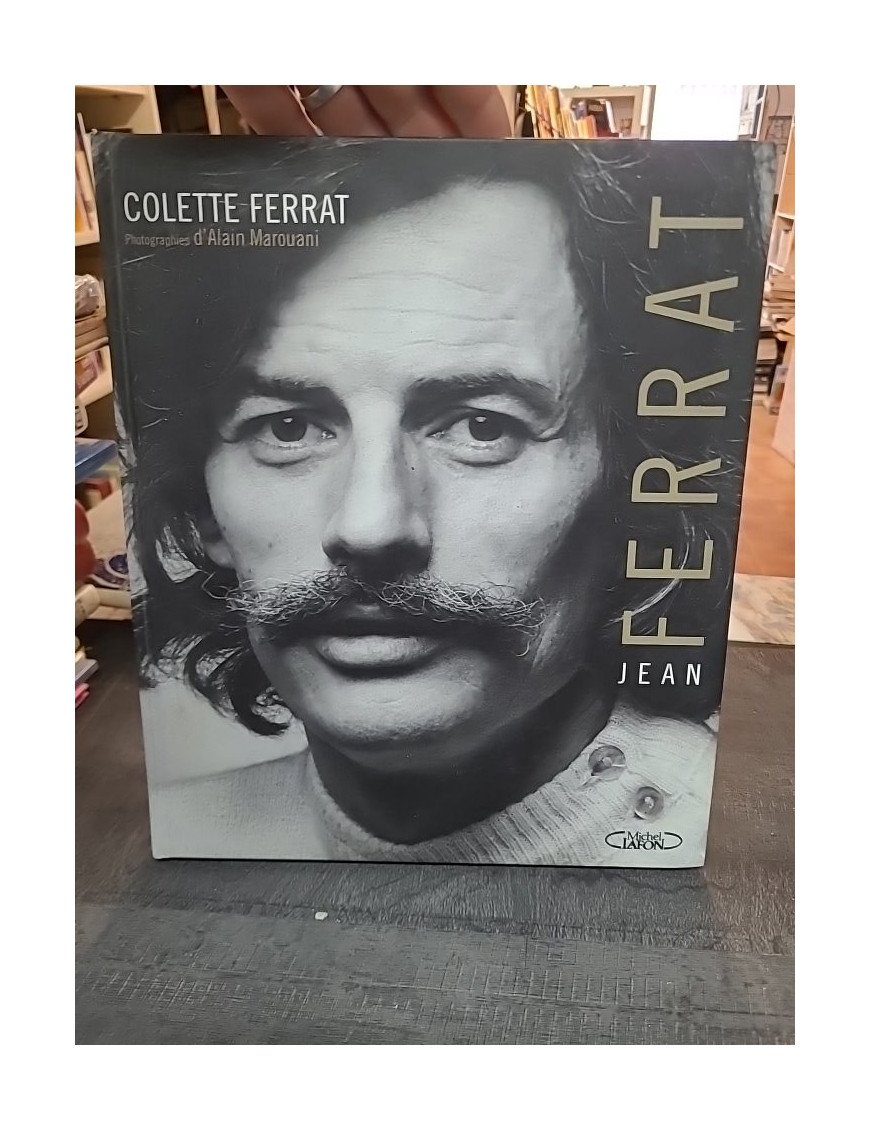 COLETTE FERRAT
Photographies d'Alain Marouani
JEAN
FERRAT
Michel
LAFON